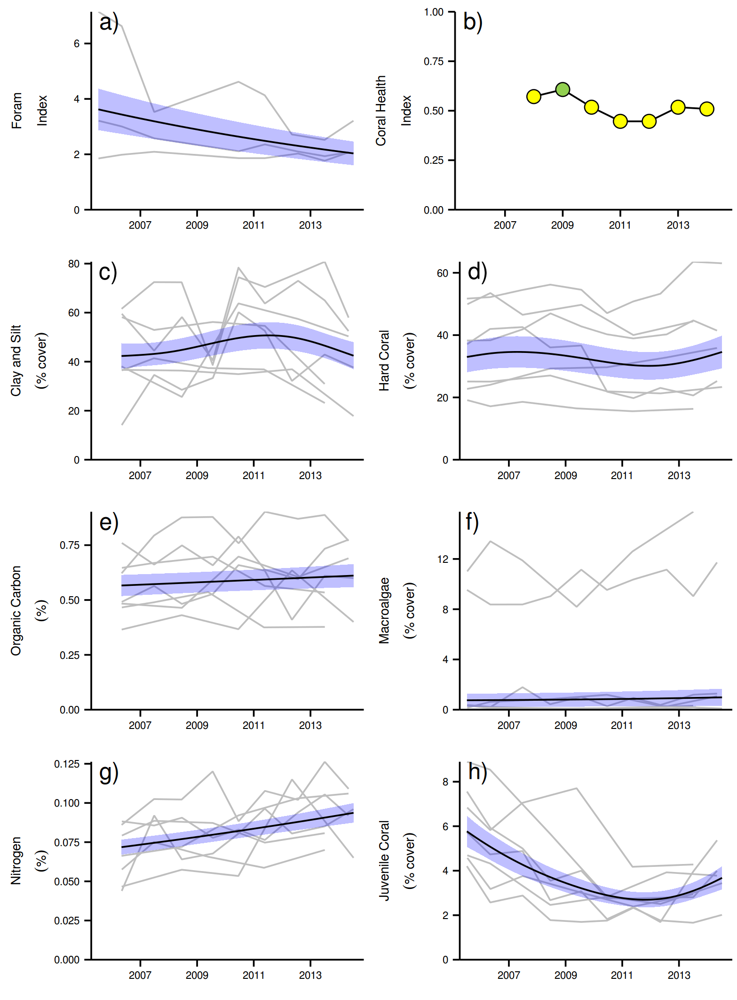 a)
Foram
Index
6
4
2
0
2007 2009 2011 2013
b)
Coral Health
Index
1.00
0.75
0.50
0.25
0.00
2007 2009 2011 2013
c)
Clay and Silt
(% cover)
80
60
40
20
0
2007 2009 2011 2013
d)
Hard Coral
(% cover)
60
40
20
0
2007 2009 2011 2013
e)
Organic Carbon
(%)
0.75
0.50
0.25
0.00
2007 2009 2011 2013
f)
Macroalgae
(% cover)
12
8
4
0
2007 2009 2011 2013
g)
Nitrogen
(%)
0.125
0.100
0.075
0.050
0.025
0.000
2007 2009 2011 2013
h)
Juvenile Coral
(% cover)
8
6
4
2
0
2007 2009 2011 2013